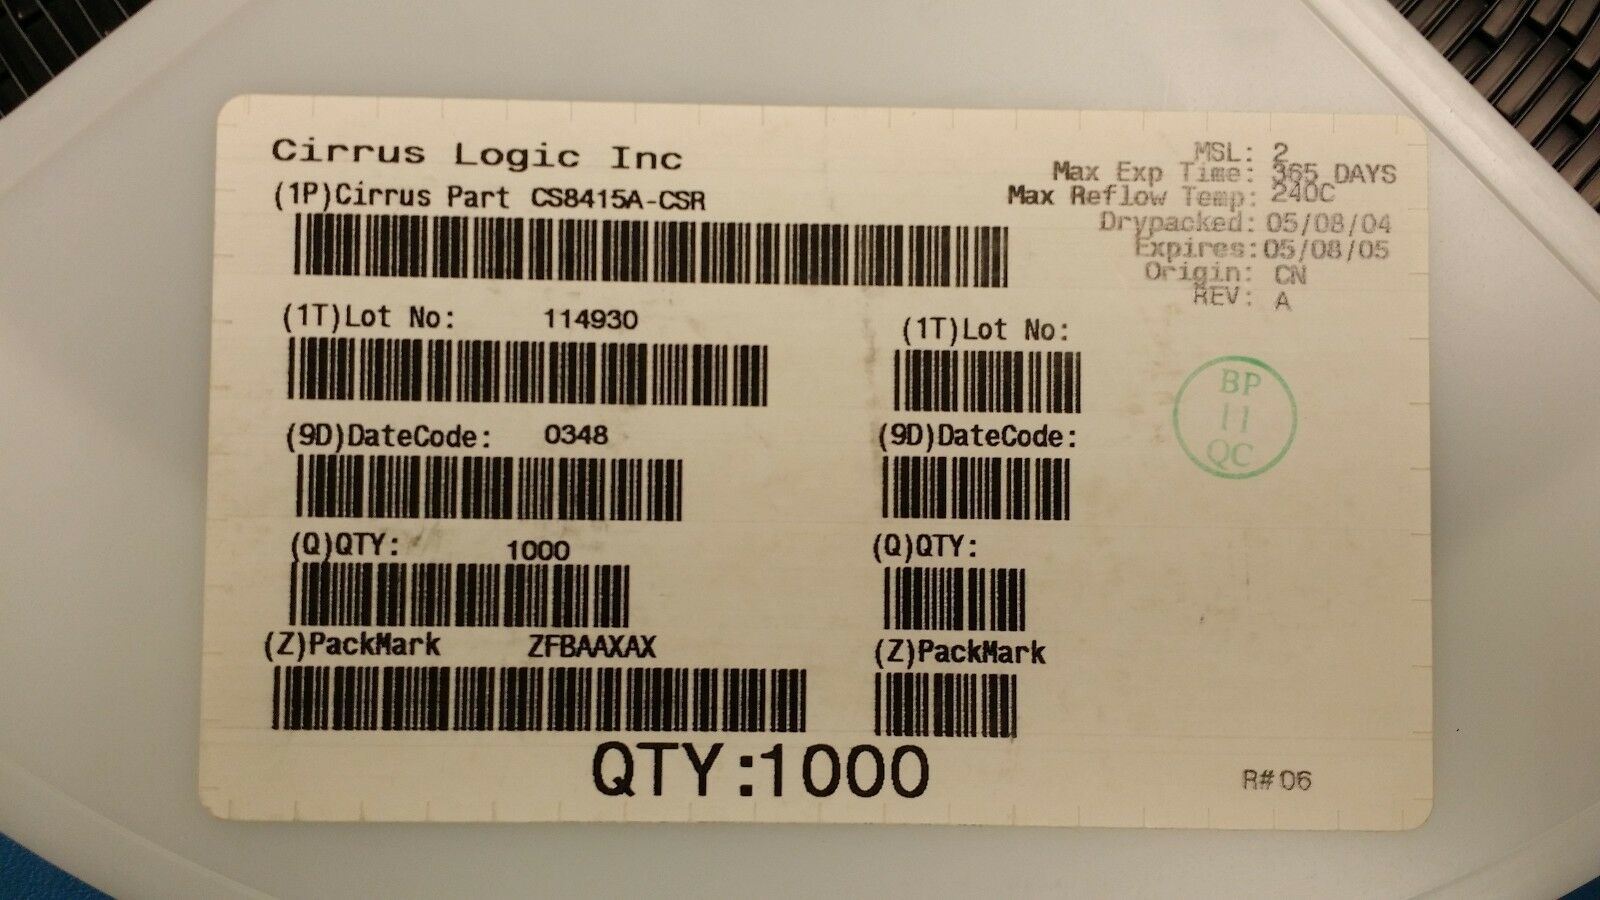 Cirrus Logic Inc
(1P)Cirrus Part CS8415A-CSR
MSL: 2
Max Exp Time: 365 DAYS
Max Reflow Temp: 240C
Drypacked: 05/08/04
Expires: 05/08/05
Origin: CN
REV: A
(1T)Lot No: 114930
(9D)DateCode: 0348
(Q)QTY: 1000
(Z)PackMark ZFBAAXAX
(1T)Lot No:
(9D)DateCode:
(Q)QTY:
(Z)PackMark
BP
11
QC
QTY:1000
R# 06